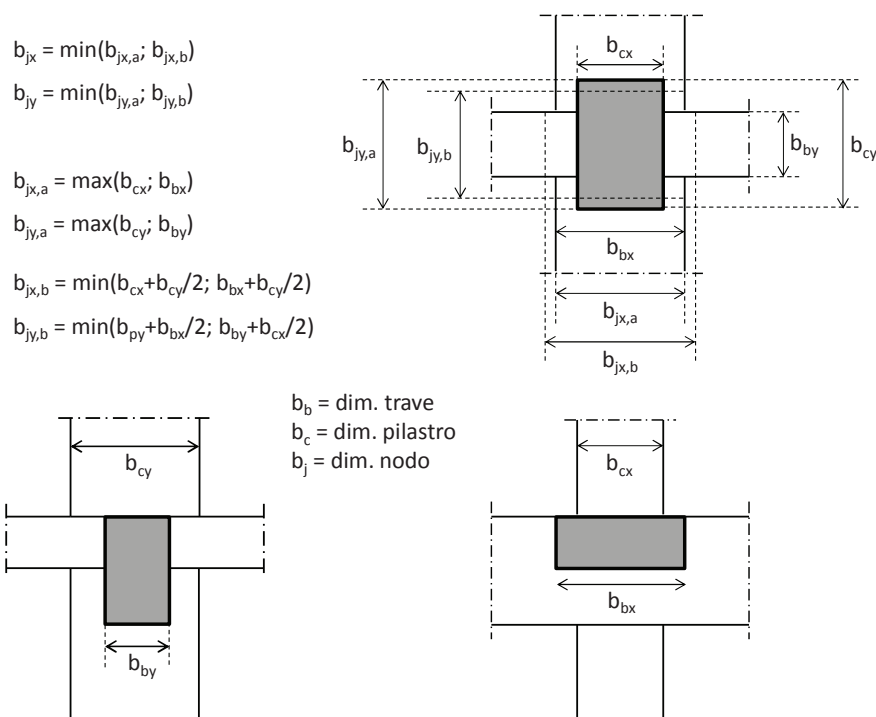 b_jx = min(b_jx,a; b_jx,b)
b_jy = min(b_jy,a; b_jy,b)
b_jx,a = max(b_cx; b_bx)
b_jy,a = max(b_cy; b_by)
b_jx,b = min(b_cx+b_cy/2; b_bx+b_cy/2)
b_jy,b = min(b_py+b_bx/2; b_by+b_cx/2)
b_cx
b_jy,a
b_jy,b
b_by
b_cy
b_bx
b_jx,a
b_jx,b
b_b = dim. trave
b_c = dim. pilastro
b_j = dim. nodo
b_cy
b_by
b_cx
b_bx